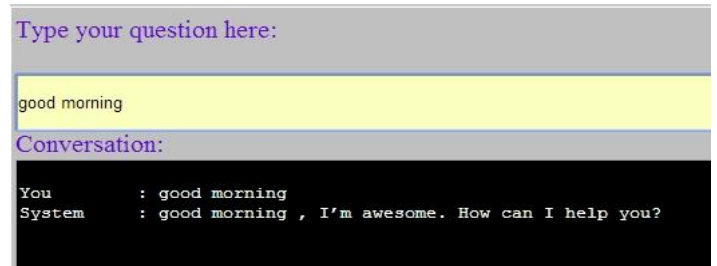 Type your question here:
good morning
Conversation:
You : good morning
System : good morning , I’m awesome. How can I help you?